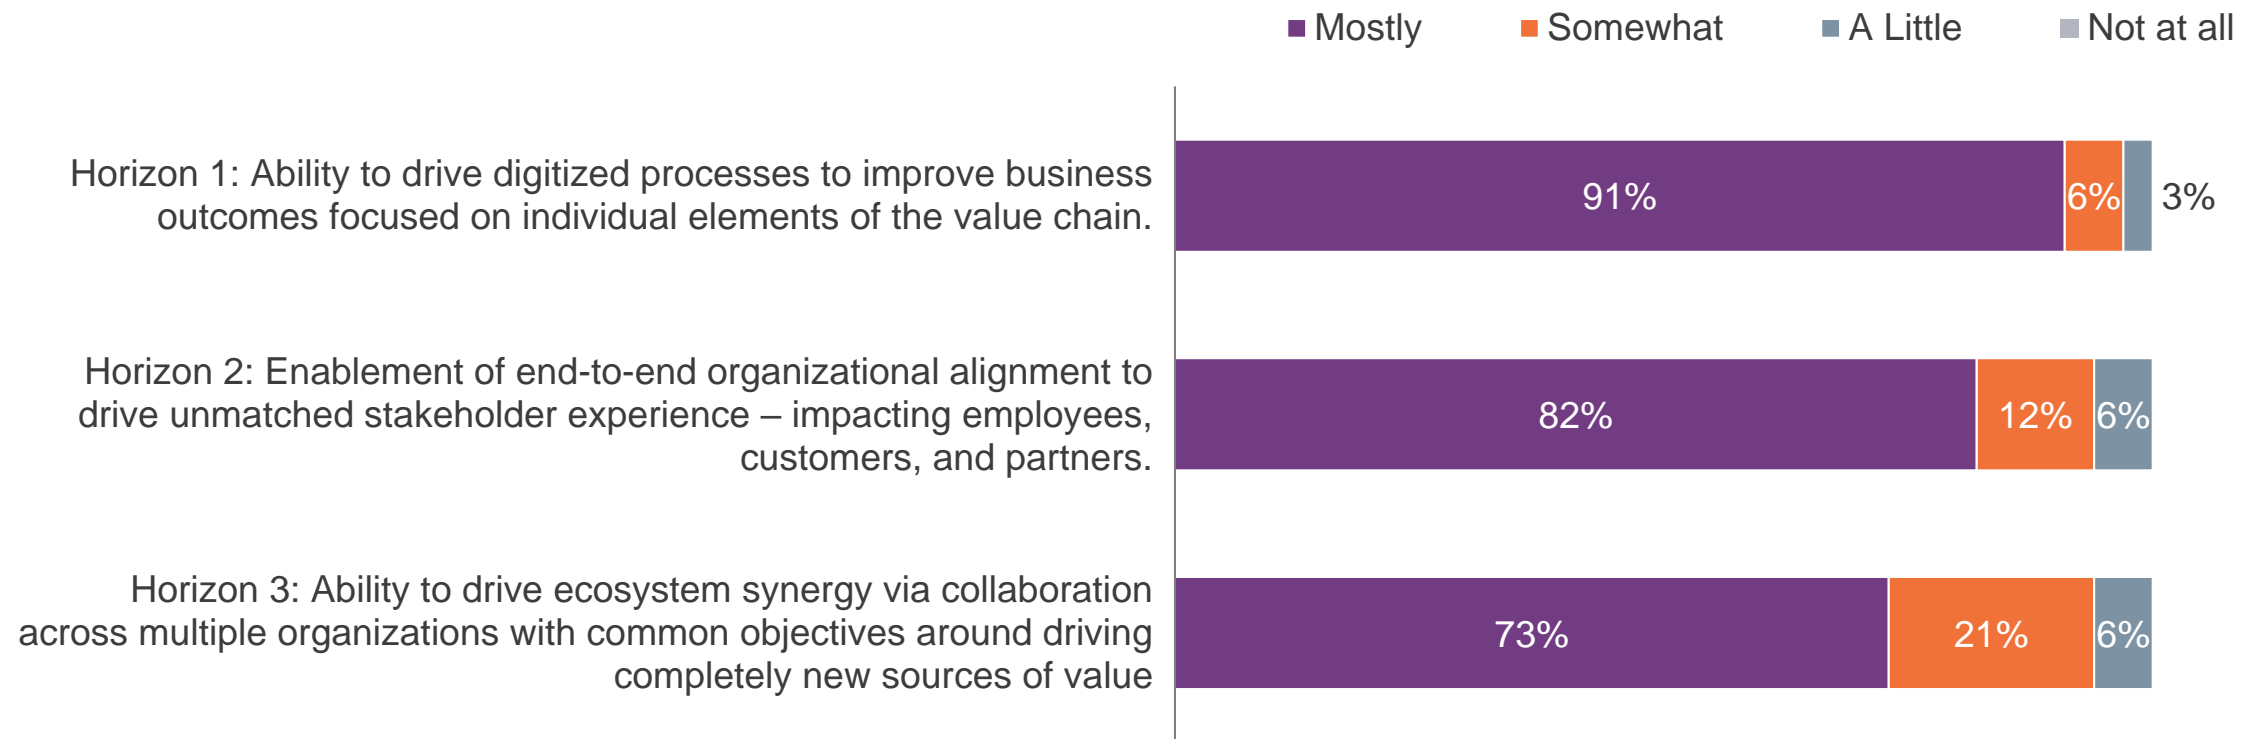 Mostly Somewhat A Little Not at all
Horizon 1: Ability to drive digitized processes to improve business
outcomes focused on individual elements of the value chain.
91% 6% 3%
Horizon 2: Enablement of end-to-end organizational alignment to
drive unmatched stakeholder experience – impacting employees,
customers, and partners.
82% 12% 6%
Horizon 3: Ability to drive ecosystem synergy via collaboration
across multiple organizations with common objectives around driving
completely new sources of value
73% 21% 6%